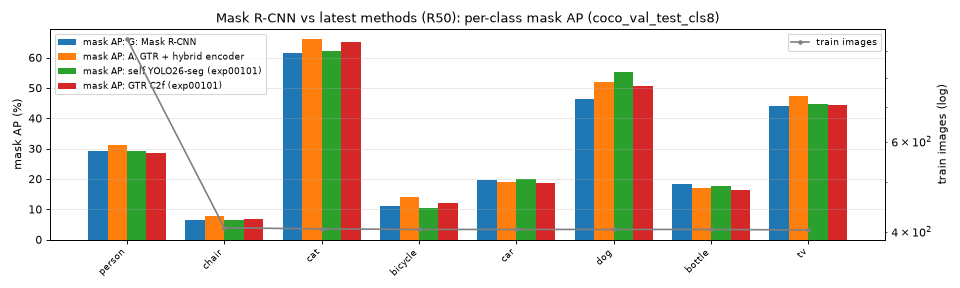 Mask R-CNN vs latest methods (R50): per-class mask AP (coco_val_test_cls8)
mask AP: G: Mask R-CNN
mask AP: A: GTR + hybrid encoder
mask AP: self YOLO26-seg (exp00101)
mask AP: GTR C2f (exp00101)
train images
mask AP (%)
60
50
40
30
20
10
0
train images (log)
6 × 10²
4 × 10²
person
chair
cat
bicycle
car
dog
bottle
tv